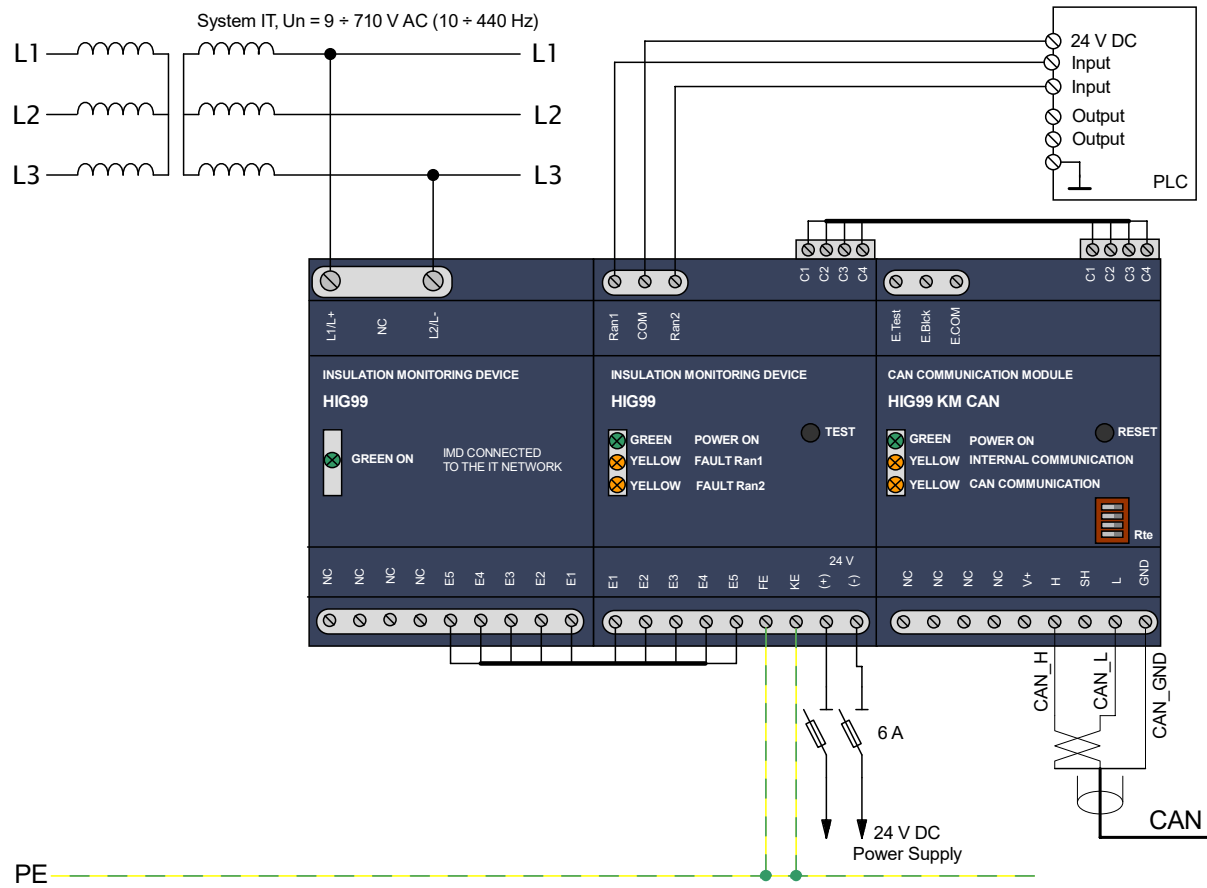 System IT, Un = 9 ÷ 710 V AC (10 ÷ 440 Hz)
L1
L1
L2
L2
L3
L3
24 V DC
Input
Input
Output
Output
PLC
C1
C2
C3
C4
C1
C2
C3
C4
L1/L+
NC
L2/L-
Ran1
COM
Ran2
E.Test
E.Blck
E.COM
INSULATION MONITORING DEVICE
HIG99
GREEN ON
IMD CONNECTED
TO THE IT NETWORK
INSULATION MONITORING DEVICE
HIG99
TEST
GREEN POWER ON
YELLOW FAULT Ran1
YELLOW FAULT Ran2
CAN COMMUNICATION MODULE
HIG99 KM CAN
RESET
GREEN POWER ON
YELLOW INTERNAL COMMUNICATION
YELLOW CAN COMMUNICATION
Rte
NC
NC
NC
NC
E5
E4
E3
E2
E1
24 V
E1
E2
E3
E4
E5
FE
KE
(+)
(-)
NC
NC
NC
NC
V+
H
SH
L
GND
CAN_H
CAN_L
CAN_GND
6 A
24 V DC
Power Supply
CAN
PE